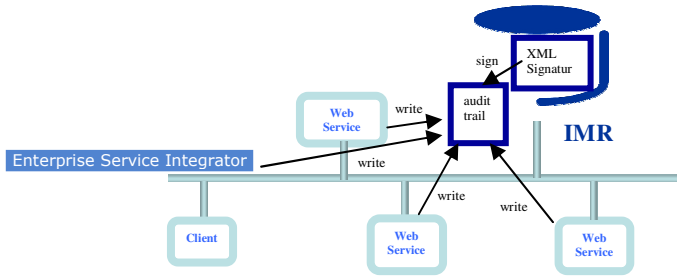 XML
Signatur
sign
audit
trail
IMR
Web
Service
write
Enterprise Service Integrator
write
write
write
Client
Web
Service
Web
Service